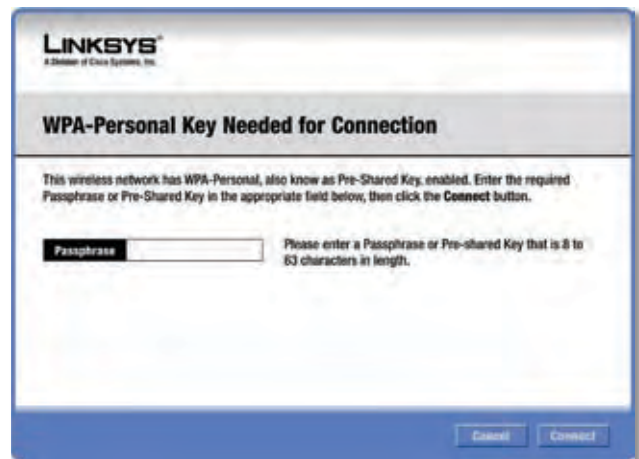 LINKSYS®
A Division of Cisco Systems, Inc.
WPA-Personal Key Needed for Connection
This wireless network has WPA-Personal, also know as Pre-Shared Key, enabled. Enter the required
Passphrase or Pre-Shared Key in the appropriate field below, then click the Connect button.
Passphrase
Please enter a Passphrase or Pre-shared Key that is 8 to
63 characters in length.
Cancel
Connect